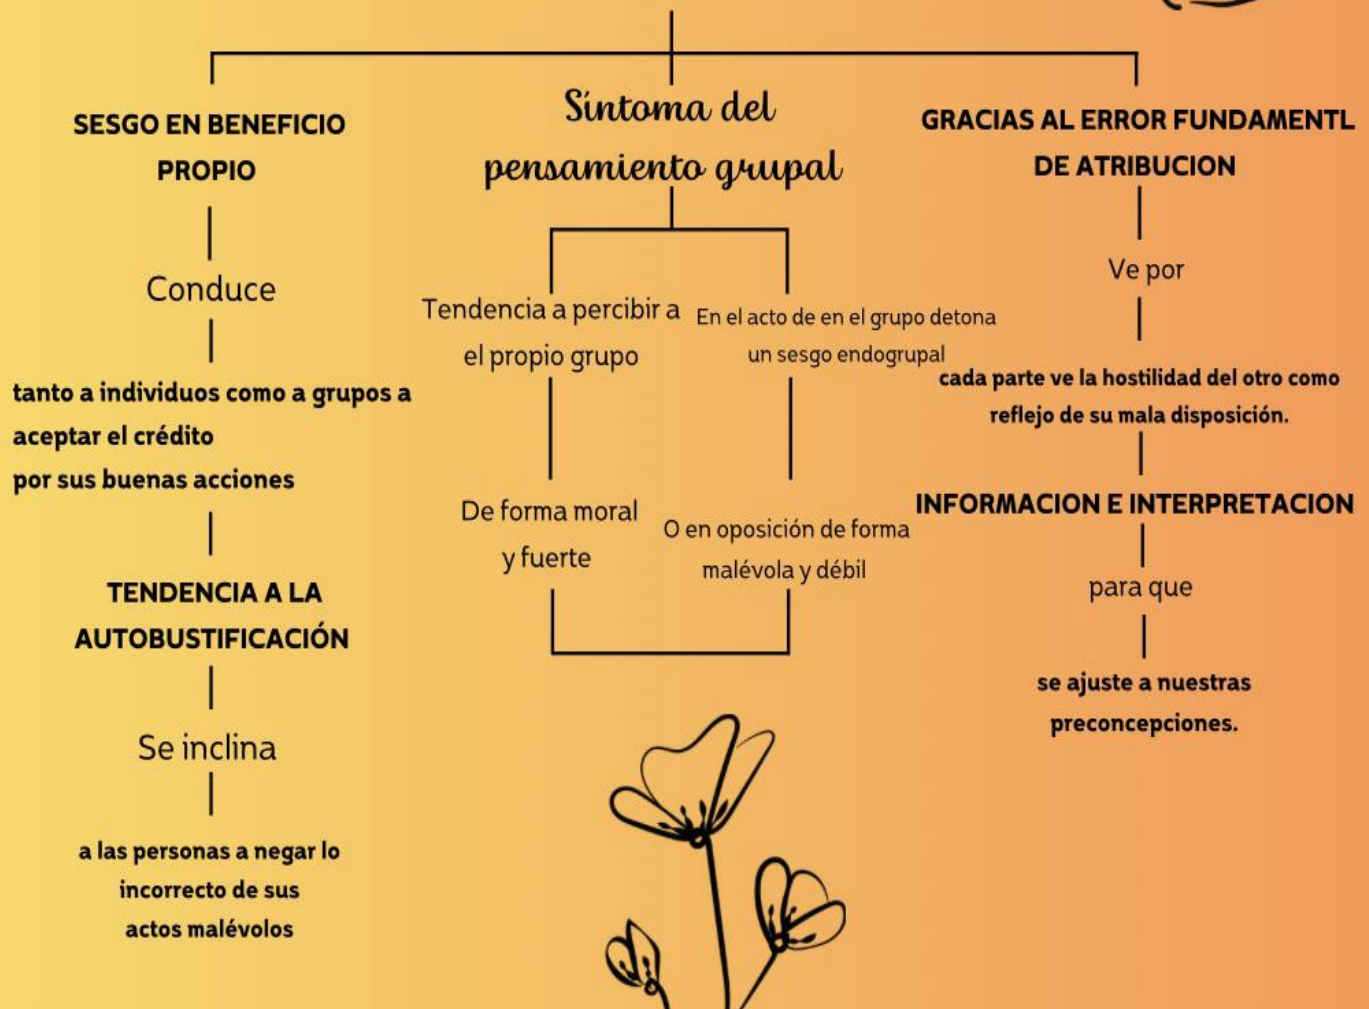 SESGO EN BENEFICIO
PROPIO
Conduce
tanto a individuos como a grupos a
aceptar el crédito
por sus buenas acciones
TENDENCIA A LA
AUTOBUSTIFICACIÓN
Se inclina
a las personas a negar lo
incorrecto de sus
actos malévolos
Síntoma del
pensamiento grupal
Tendencia a percibir a
el propio grupo
De forma moral
y fuerte
En el acto de en el grupo detona
un sesgo endogrupal
O en oposición de forma
malévola y débil
GRACIAS AL ERROR FUNDAMENTL
DE ATRIBUCION
Ve por
cada parte ve la hostilidad del otro como
reflejo de su mala disposición.
INFORMACION E INTERPRETACION
para que
se ajuste a nuestras
preconcepciones.